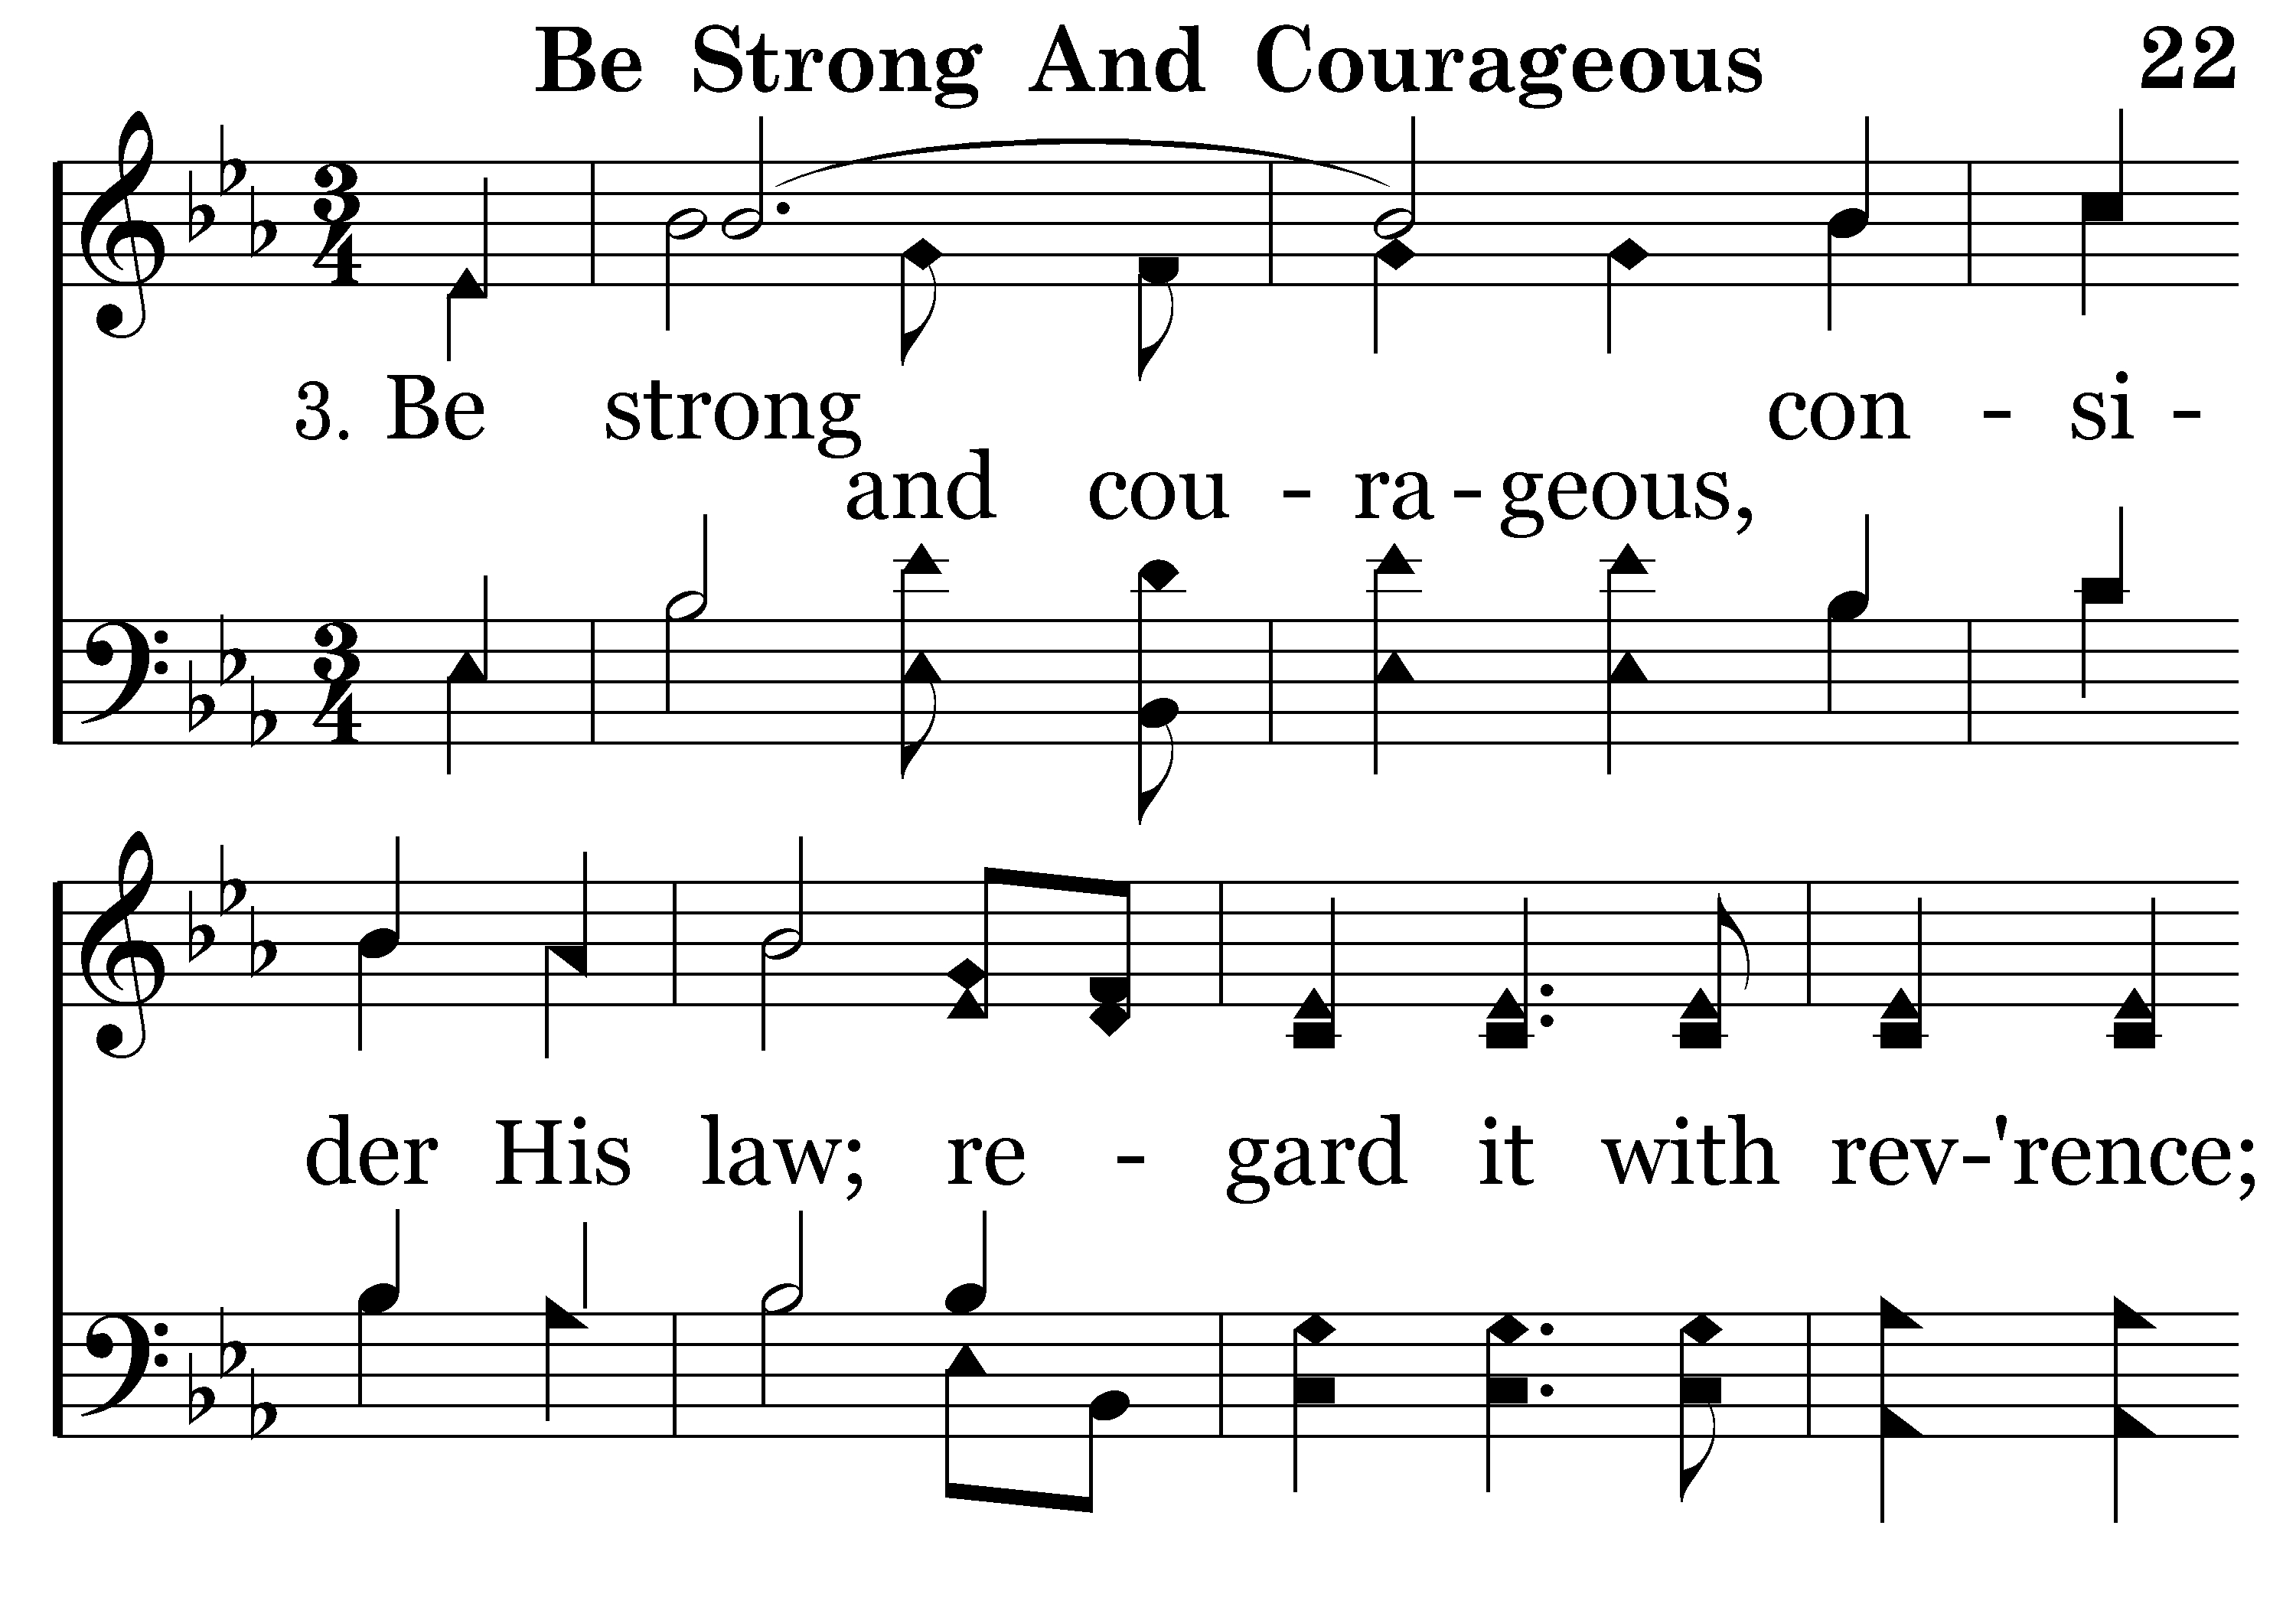 Be Strong And Courageous 22
3. Be strong con - si -
and cou - ra - geous,
der His law; re - gard it with rev-'rence;